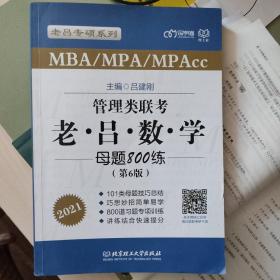 老吕专硕系列
MBA/MPA/MPAcc
主编◎吕建刚
管理类联考
老·吕·数·学
母题800练
(第6版)
2021
•101类母题技巧总结
•巧思妙招简单易学
•800道习题专项训练
•讲练结合快速提分
北京理工大学出版社